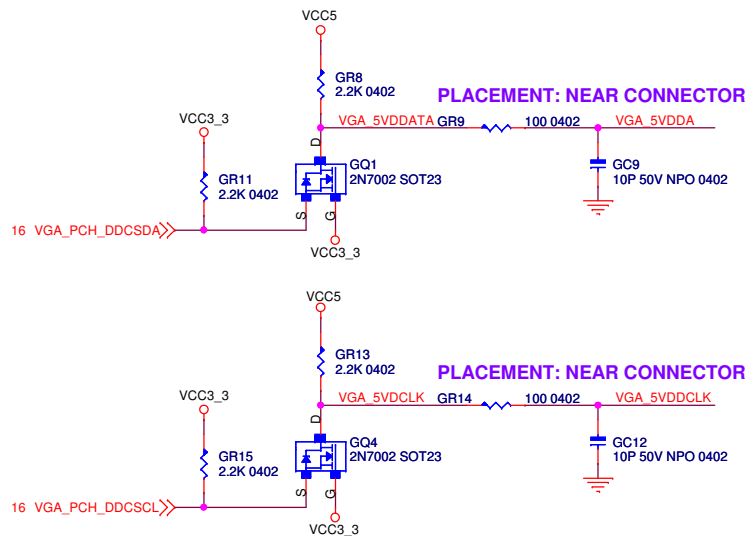 VCC5
GR8
2.2K 0402
PLACEMENT: NEAR CONNECTOR
VGA_5VDDATA GR9 100 0402 VGA_5VDDA
VCC3_3
D
GR11
2.2K 0402
GQ1
2N7002 SOT23
GC9
10P 50V NPO 0402
S G
16 VGA_PCH_DDCSDA
VCC3_3
VCC5
GR13
2.2K 0402
PLACEMENT: NEAR CONNECTOR
VGA_5VDCLK GR14 100 0402 VGA_5VDDCLK
VCC3_3
D
GR15
2.2K 0402
GQ4
2N7002 SOT23
GC12
10P 50V NPO 0402
S G
16 VGA_PCH_DDCSCL
VCC3_3